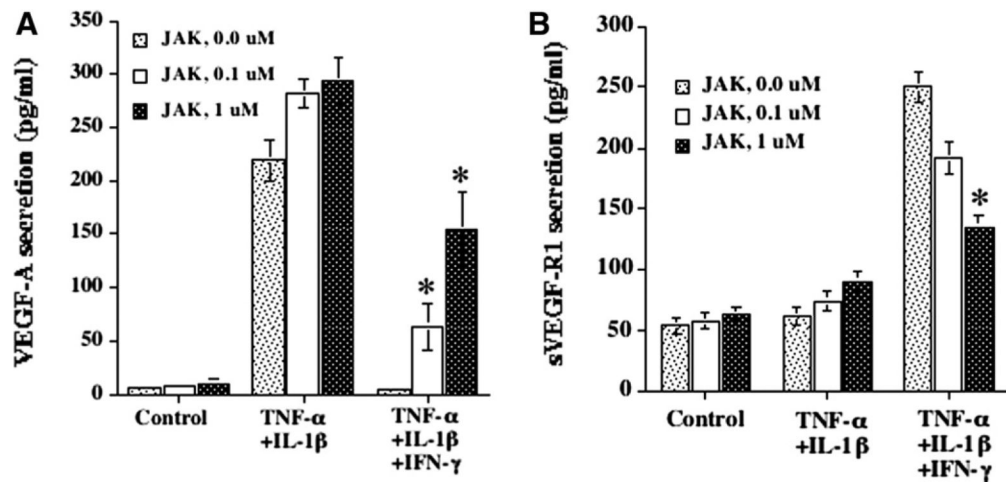 A
VEGF-A secretion (pg/ml)
350
300
250
200
150
100
50
0
JAK, 0.0 uM
JAK, 0.1 uM
JAK, 1 uM
*
*
Control
TNF-α
+IL-1β
TNF-α
+IL-1β
+IFN-γ
B
sVEGF-R1 secretion (pg/ml)
300
250
200
150
100
50
0
JAK, 0.0 uM
JAK, 0.1 uM
JAK, 1 uM
*
Control
TNF-α
+IL-1β
TNF-α
+IL-1β
+IFN-γ